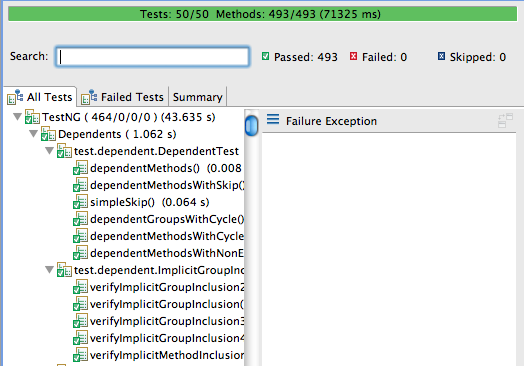 Tests: 50/50 Methods: 493/493 (71325 ms)
Search: Passed: 493 Failed: 0 Skipped: 0
All Tests Failed Tests Summary
TestNG ( 464/0/0/0 ) (43.635 s)
Failure Exception
Dependents ( 1.062 s)
test.dependent.DependentTest
dependentMethods() (0.008
dependentMethodsWithSkip()
simpleSkip() (0.064 s)
dependentGroupsWithCycle()
dependentMethodsWithCycle
dependentMethodsWithNonE
test.dependent.ImplicitGroupInc
verifyImplicitGroupInclusion2
verifyImplicitGroupInclusion(
verifyImplicitGroupInclusion3
verifyImplicitGroupInclusion4
verifyImplicitMethodInclusion